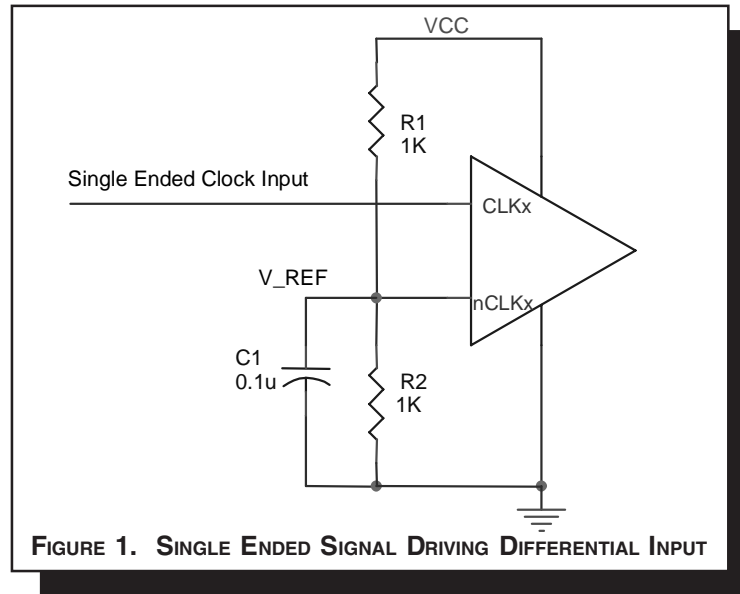 VCC
R1
1K
Single Ended Clock Input
CLKx
V_REF
nCLKx
C1
0.1u
R2
1K
FIGURE 1. SINGLE ENDED SIGNAL DRIVING DIFFERENTIAL INPUT